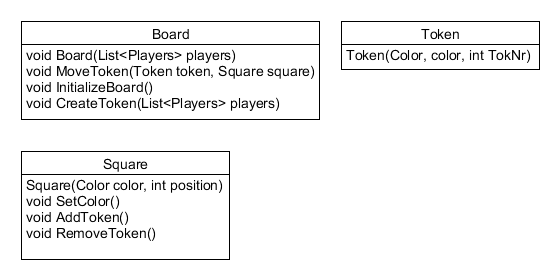 Board
void Board(List<Players> players)
void MoveToken(Token token, Square square)
void InitializeBoard()
void CreateToken(List<Players> players)
Token
Token(Color, color, int TokNr)
Square
Square(Color color, int position)
void SetColor()
void AddToken()
void RemoveToken()